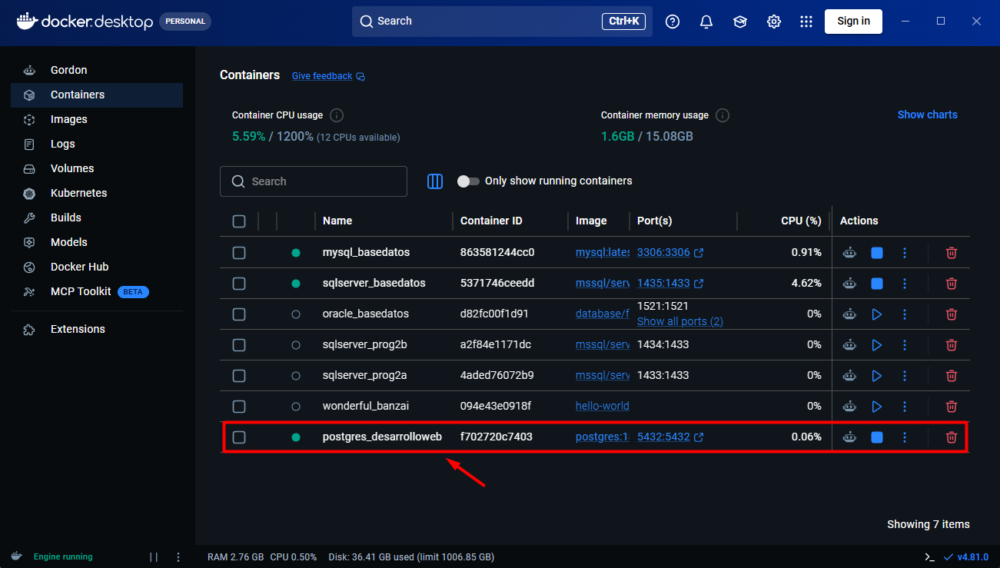 docker.desktop PERSONAL Search Ctrl+K Sign in
Gordon
Containers
Images
Logs
Volumes
Kubernetes
Builds
Models
Docker Hub
MCP Toolkit BETA
Extensions
Containers Give feedback
Container CPU usage
5.59% / 1200% (12 CPUs available)
Container memory usage
1.6GB / 15.08GB
Show charts
Search Only show running containers
Name Container ID Image Port(s) CPU (%) Actions
mysql_basedatos 863581244cc0 mysql:lates 3306:3306 0.91%
sqlserver_basedatos 5371746ceedd mssql/serv 1435:1433 4.62%
oracle_basedatos d82fc00f1d91 database/f 1521:1521 0%
Show all ports (2)
sqlserver_prog2b a2f84e1171dc mssql/serv 1434:1433 0%
sqlserver_prog2a 4aded76072b9 mssql/serv 1433:1433 0%
wonderful_banzai 094e43e0918f hello-world 0%
postgres_desarrolloweb f702720c7403 postgres:1 5432:5432 0.06%
Showing 7 items
Engine running RAM 2.76 GB CPU 0.50% Disk: 36.41 GB used (limit 1006.85 GB) v4.81.0